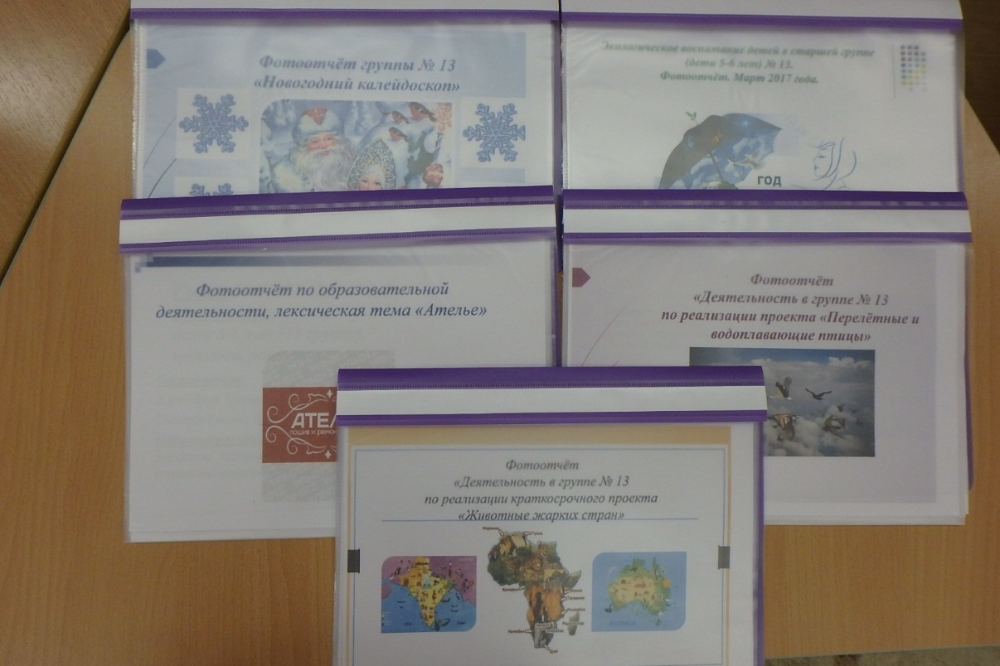 Фотоотчёт группы № 13
«Новогодний калейдоскоп»
Экологическое воспитание детей в старшей группе
(дети 5-6 лет) № 13.
Фотоотчёт. Март 2017 года.
ГОД
Фотоотчёт по образовательной
деятельности, лексическая тема «Ателье»
АТЕЛ
пошив и ремон
Фотоотчёт
«Деятельность в группе № 13
по реализации проекта «Перелётные и
водоплавающие птицы»
Фотоотчёт
«Деятельность в группе № 13
по реализации краткосрочного проекта
«Животные жарких стран»